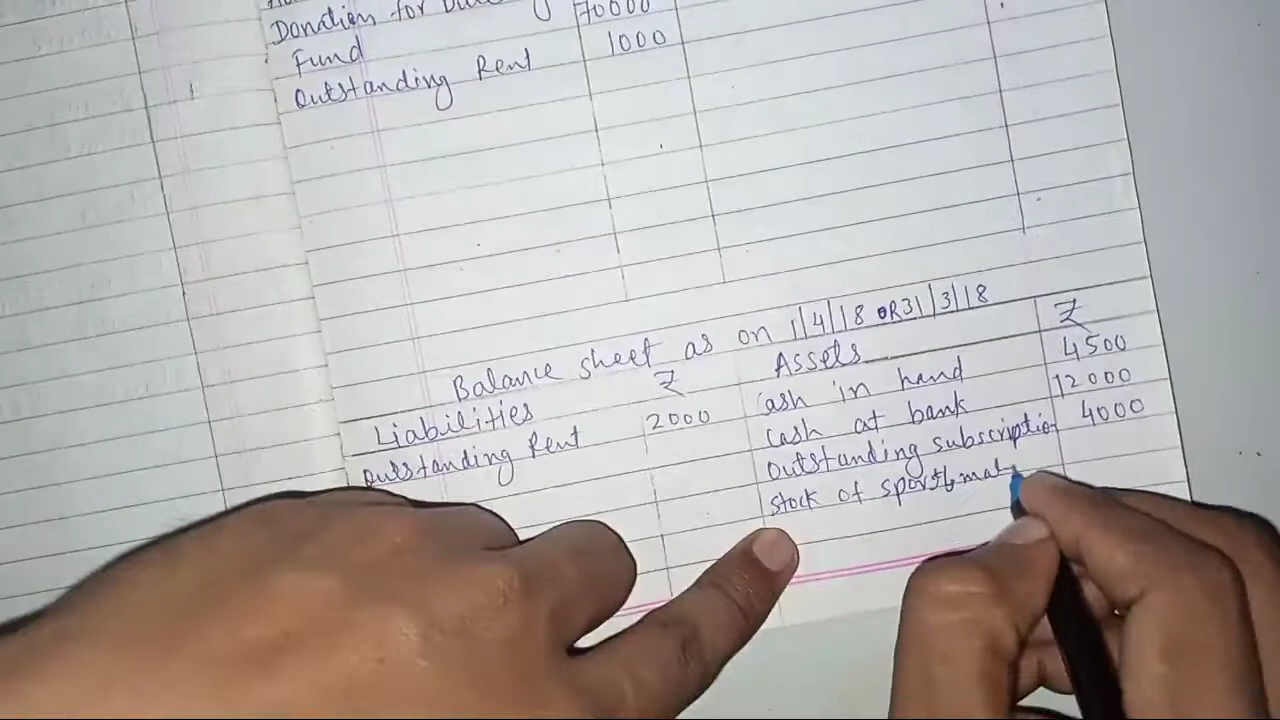 Donation for 70000
Fund
Outstanding Rent 1000
Balance sheet as on 1/4/18 OR 31/3/18
Liabilities ₹ Assets ₹
Outstanding Rent 2000 Cash in hand 4500
Cash at bank 12000
Outstanding subscription 4000
Stock of sports mat